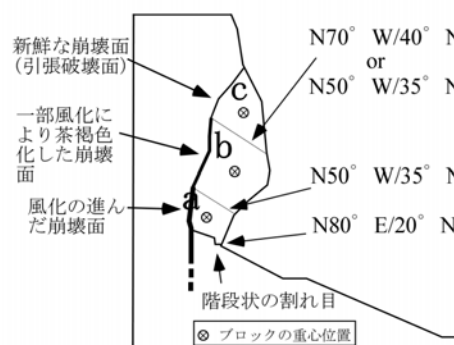 新鮮な崩壊面
(引張破壊面)
一部風化に
より茶褐色
化した崩壊
面
風化の進ん
だ崩壊面
c
b
a
N70° W/40° N
or
N50° W/35° N
N50° W/35° N
N80° E/20° N
階段状の割れ目
⊗ ブロックの重心位置